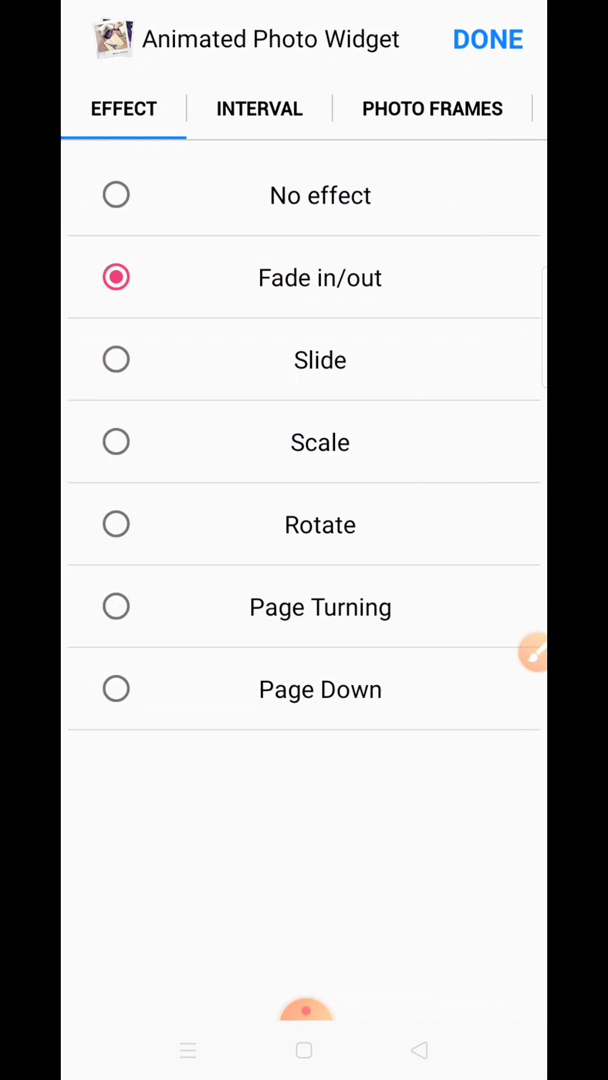 Animated Photo Widget DONE
EFFECT INTERVAL PHOTO FRAMES
No effect
Fade in/out
Slide
Scale
Rotate
Page Turning
Page Down